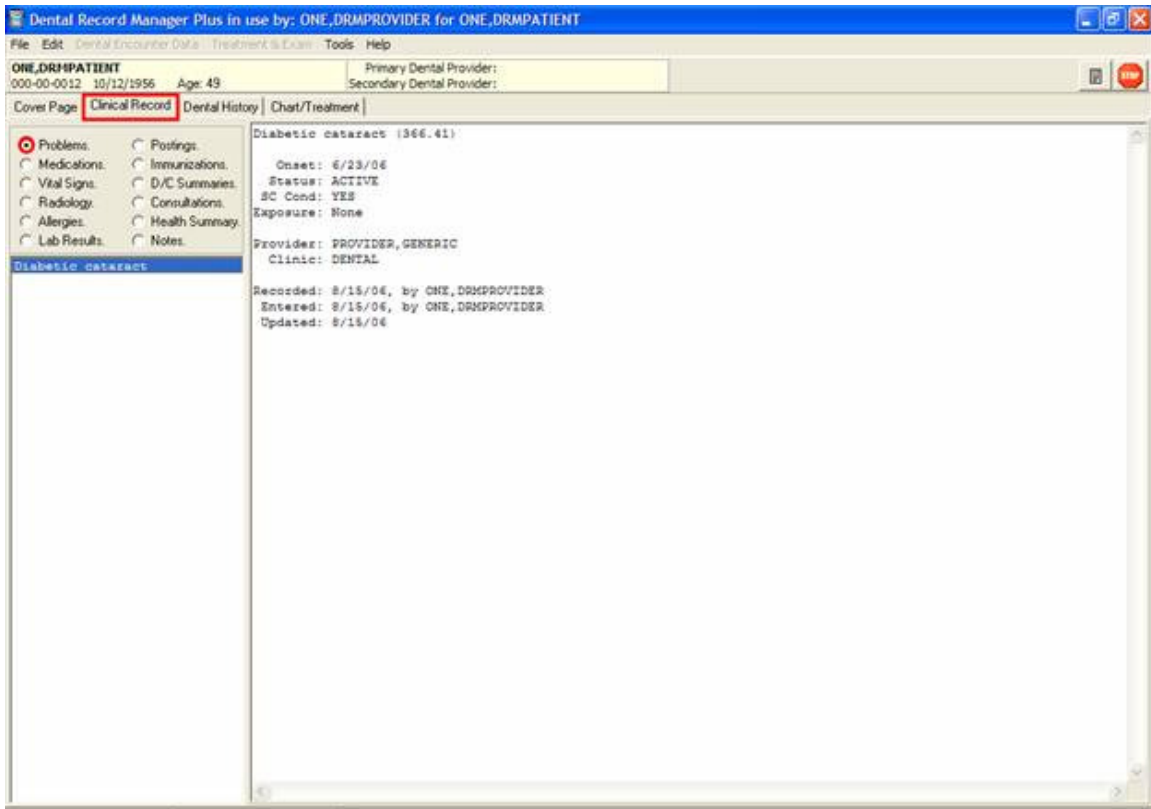 Dental Record Manager Plus in use by: ONE,DRMPROVIDER for ONE,DRMPATIENT
File Edit Dental Encounter Data Treatment & Exam Tools Help
ONE,DRMPATIENT Primary Dental Provider:
000-00-0012 10/12/1956 Age: 49 Secondary Dental Provider:
STOP
Cover Page Clinical Record Dental History Chart/Treatment
Problems. Postings.
Medications. Immunizations.
Vital Signs. D/C Summaries.
Radiology. Consultations.
Allergies. Health Summary.
Lab Results. Notes.
Diabetic cataract
Diabetic cataract (366.41)
Onset: 6/23/06
Status: ACTIVE
SC Cond: YES
Exposure: None
Provider: PROVIDER,GENERIC
Clinic: DENTAL
Recorded: 8/15/06, by ONE,DRMPROVIDER
Entered: 8/15/06, by ONE,DRMPROVIDER
Updated: 8/15/06